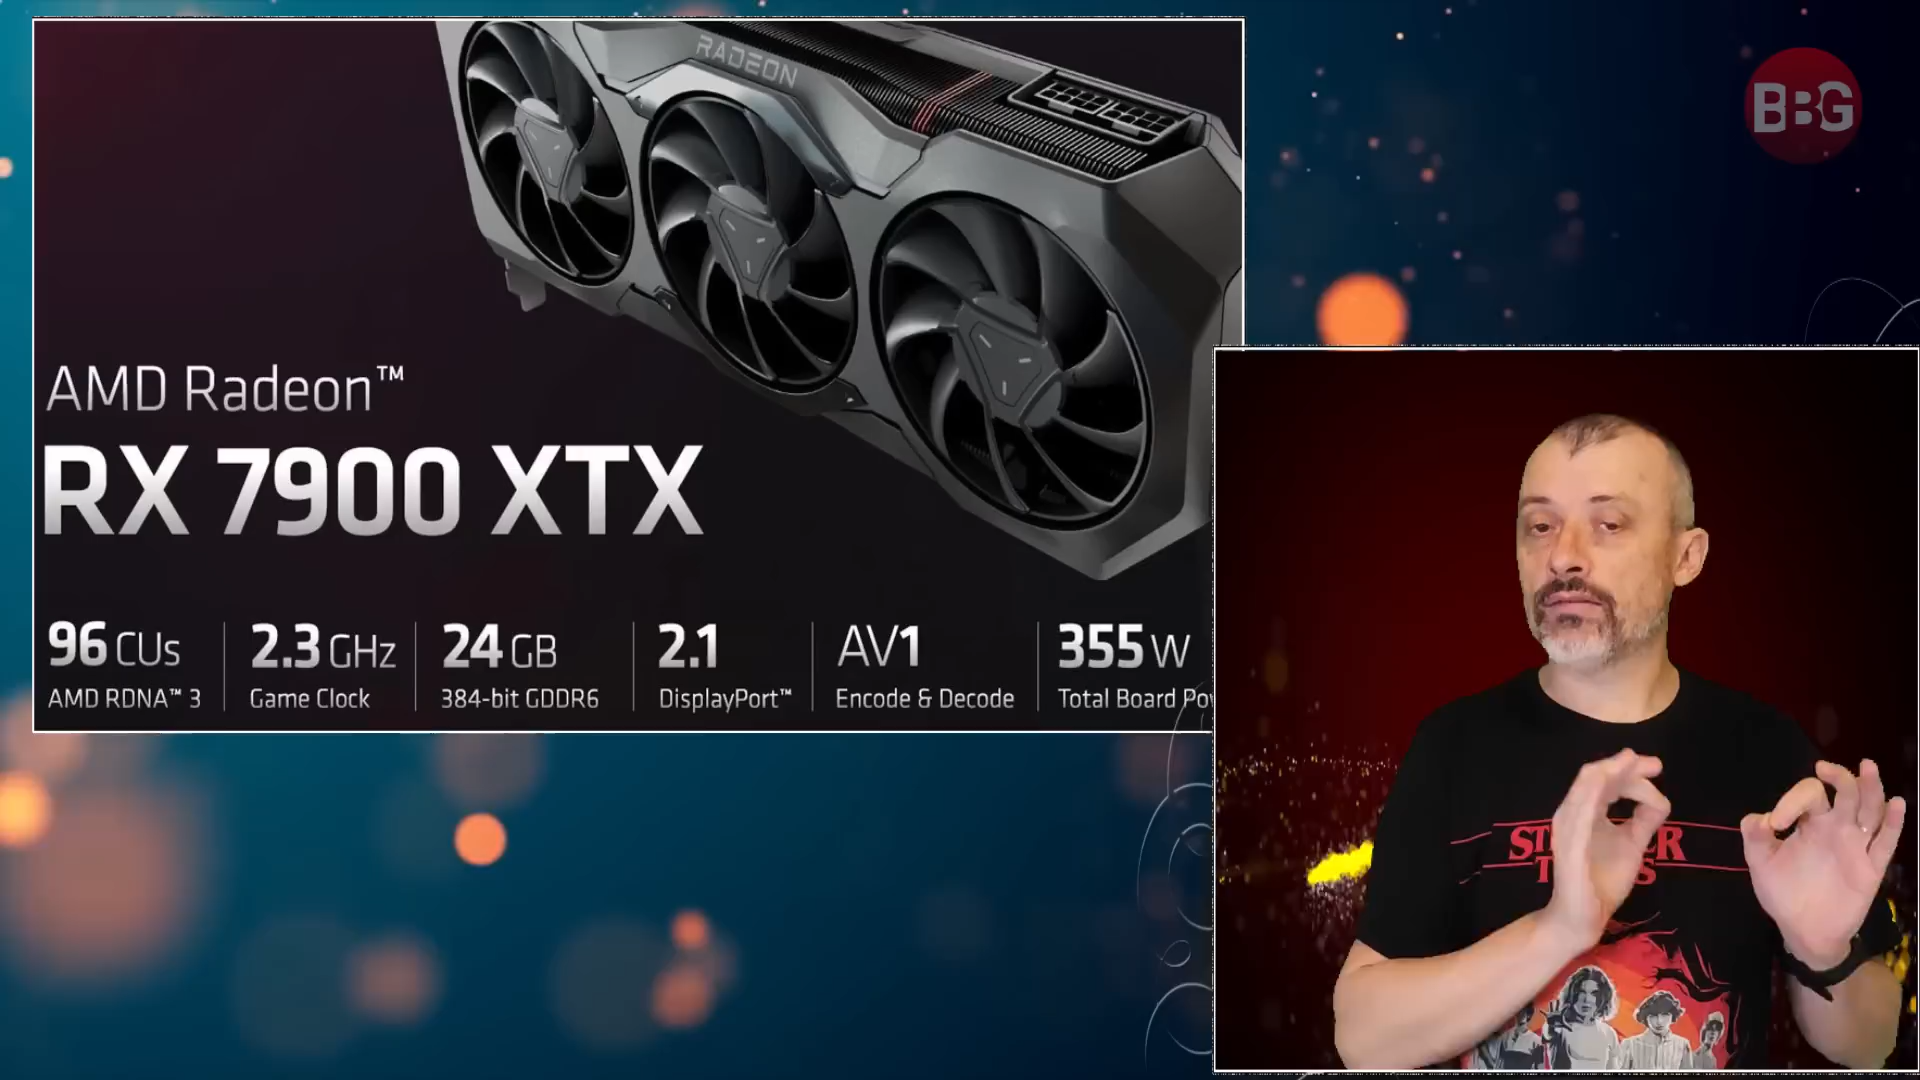 RADEON
BBG
AMD Radeon™
RX 7900 XTX
96 CUs
AMD RDNA™ 3
2.3 GHz
Game Clock
24 GB
384-bit GDDR6
2.1
DisplayPort™
AV1
Encode & Decode
355 W
Total Board